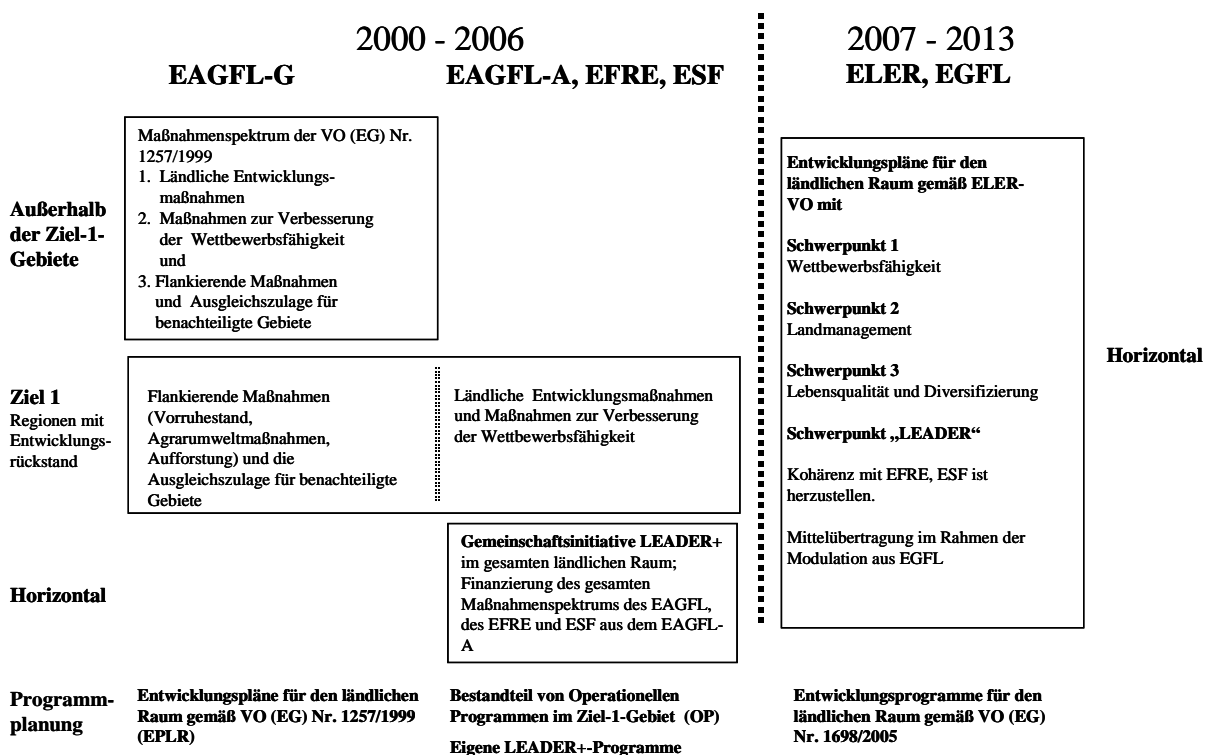 2000 - 2006
2007 - 2013
EAGFL-G
EAGFL-A, EFRE, ESF
ELER, EGFL
Außerhalb
der Ziel-1-
Gebiete
Maßnahmenspektrum der VO (EG) Nr.
1257/1999
1. Ländliche Entwicklungs-
maßnahmen
2. Maßnahmen zur Verbesserung
der Wettbewerbsfähigkeit
und
3. Flankierende Maßnahmen
und Ausgleichszulage für
benachteiligte Gebiete
Ziel 1
Regionen mit
Entwicklungs-
rückstand
Flankierende Maßnahmen
(Vorruhestand,
Agrarumweltmaßnahmen,
Aufforstung) und die
Ausgleichszulage für benachteiligte
Gebiete
Ländliche Entwicklungsmaßnahmen
und Maßnahmen zur Verbesserung
der Wettbewerbsfähigkeit
Horizontal
Gemeinschaftsinitiative LEADER+
im gesamten ländlichen Raum;
Finanzierung des gesamten
Maßnahmenspektrums des EAGFL,
des EFRE und ESF aus dem EAGFL-
A
Entwicklungspläne für den
ländlichen Raum gemäß ELER-
VO mit
Schwerpunkt 1
Wettbewerbsfähigkeit
Schwerpunkt 2
Landmanagement
Schwerpunkt 3
Lebensqualität und Diversifizierung
Schwerpunkt „LEADER“
Kohärenz mit EFRE, ESF ist
herzustellen.
Mittelübertragung im Rahmen der
Modulation aus EGFL
Horizontal
Programm-
planung
Entwicklungspläne für den ländlichen
Raum gemäß VO (EG) Nr. 1257/1999
(EPLR)
Bestandteil von Operationellen
Programmen im Ziel-1-Gebiet (OP)
Eigene LEADER+-Programme
Entwicklungsprogramme für den
ländlichen Raum gemäß VO (EG)
Nr. 1698/2005